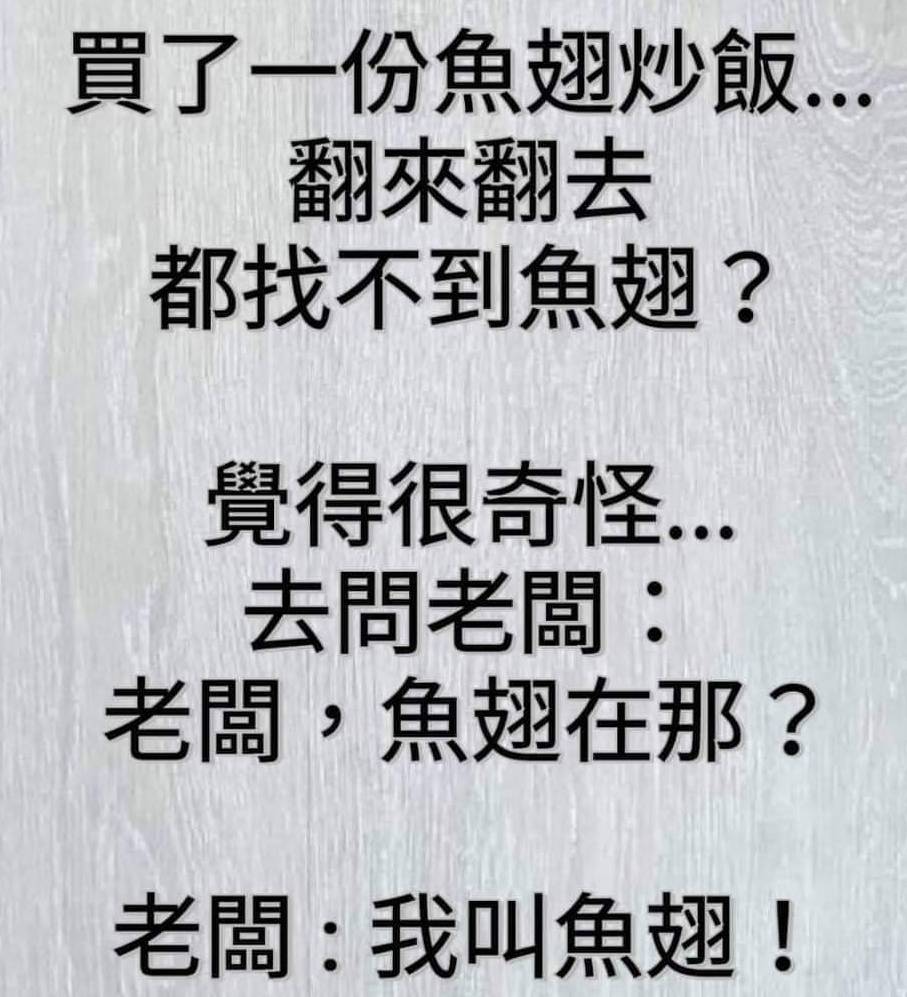 買了一份魚翅炒飯...
翻來翻去
都找不到魚翅？
覺得很奇怪...
去問老闆：
老闆，魚翅在那？
老闆：我叫魚翅！